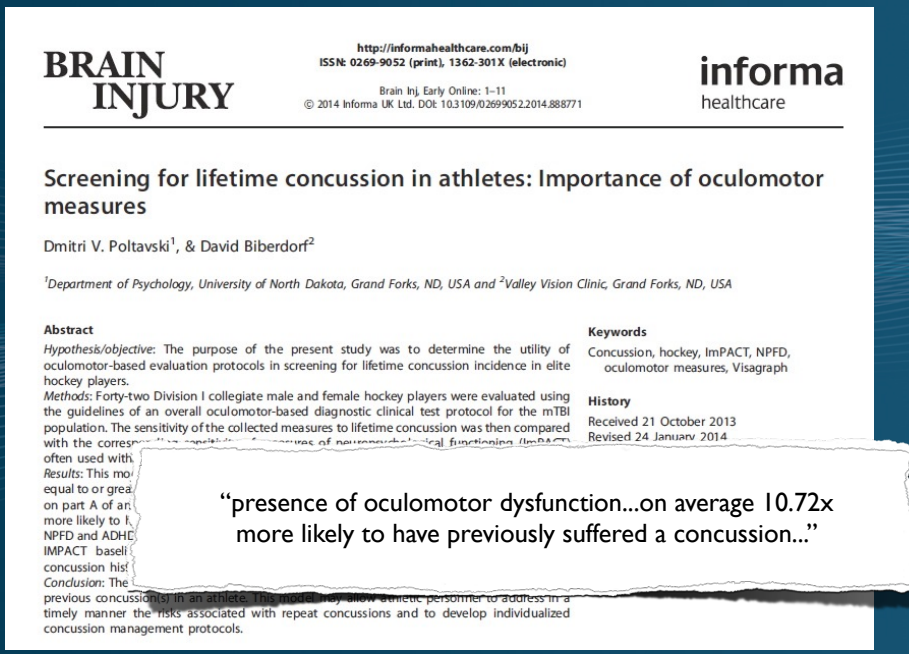 BRAIN
INJURY
http://informahealthcare.com/bij
ISSN: 0269-9052 (print), 1362-301X (electronic)
Brain Inj, Early Online: 1–11
© 2014 Informa UK Ltd. DOI: 10.3109/02699052.2014.888771
informa
healthcare
Screening for lifetime concussion in athletes: Importance of oculomotor
measures
Dmitri V. Poltavski1, & David Biberdorf2
1Department of Psychology, University of North Dakota, Grand Forks, ND, USA and 2Valley Vision Clinic, Grand Forks, ND, USA
Abstract
Hypothesis/objective: The purpose of the present study was to determine the utility of
oculomotor-based evaluation protocols in screening for lifetime concussion incidence in elite
hockey players.
Methods: Forty-two Division I collegiate male and female hockey players were evaluated using
the guidelines of an overall oculomotor-based diagnostic clinical test protocol for the mTBI
population. The sensitivity of the collected measures to lifetime concussion was then compared
with the
often used with
Results: This
equal to or
on part A of
more likely to
NPFD and ADHD
IMPACT
concussion
Conclusion: The
previous concussion(s) in an athlete. This model may allow athletic personnel to address in a
timely manner the risks associated with repeat concussions and to develop individualized
concussion management protocols.
Keywords
Concussion, hockey, ImPACT, NPFD,
oculomotor measures, Visagraph
History
Received 21 October 2013
Revised 24 January 2014
“presence of oculomotor dysfunction...on average 10.72x
more likely to have previously suffered a concussion...”